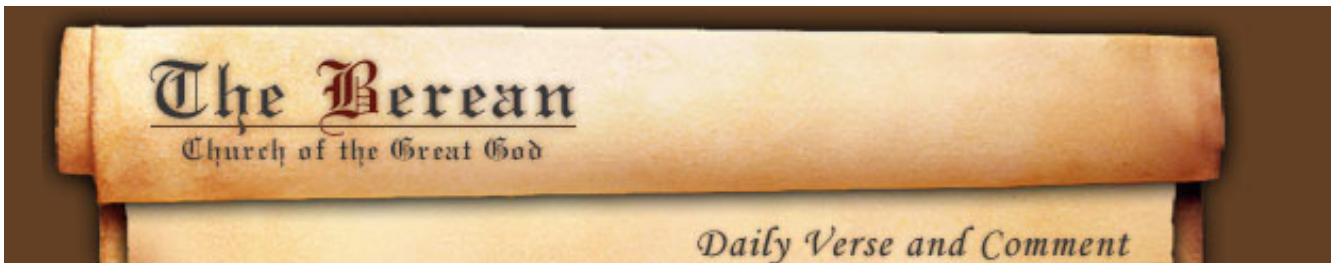 The Berean
Church of the Great God
Daily Verse and Comment